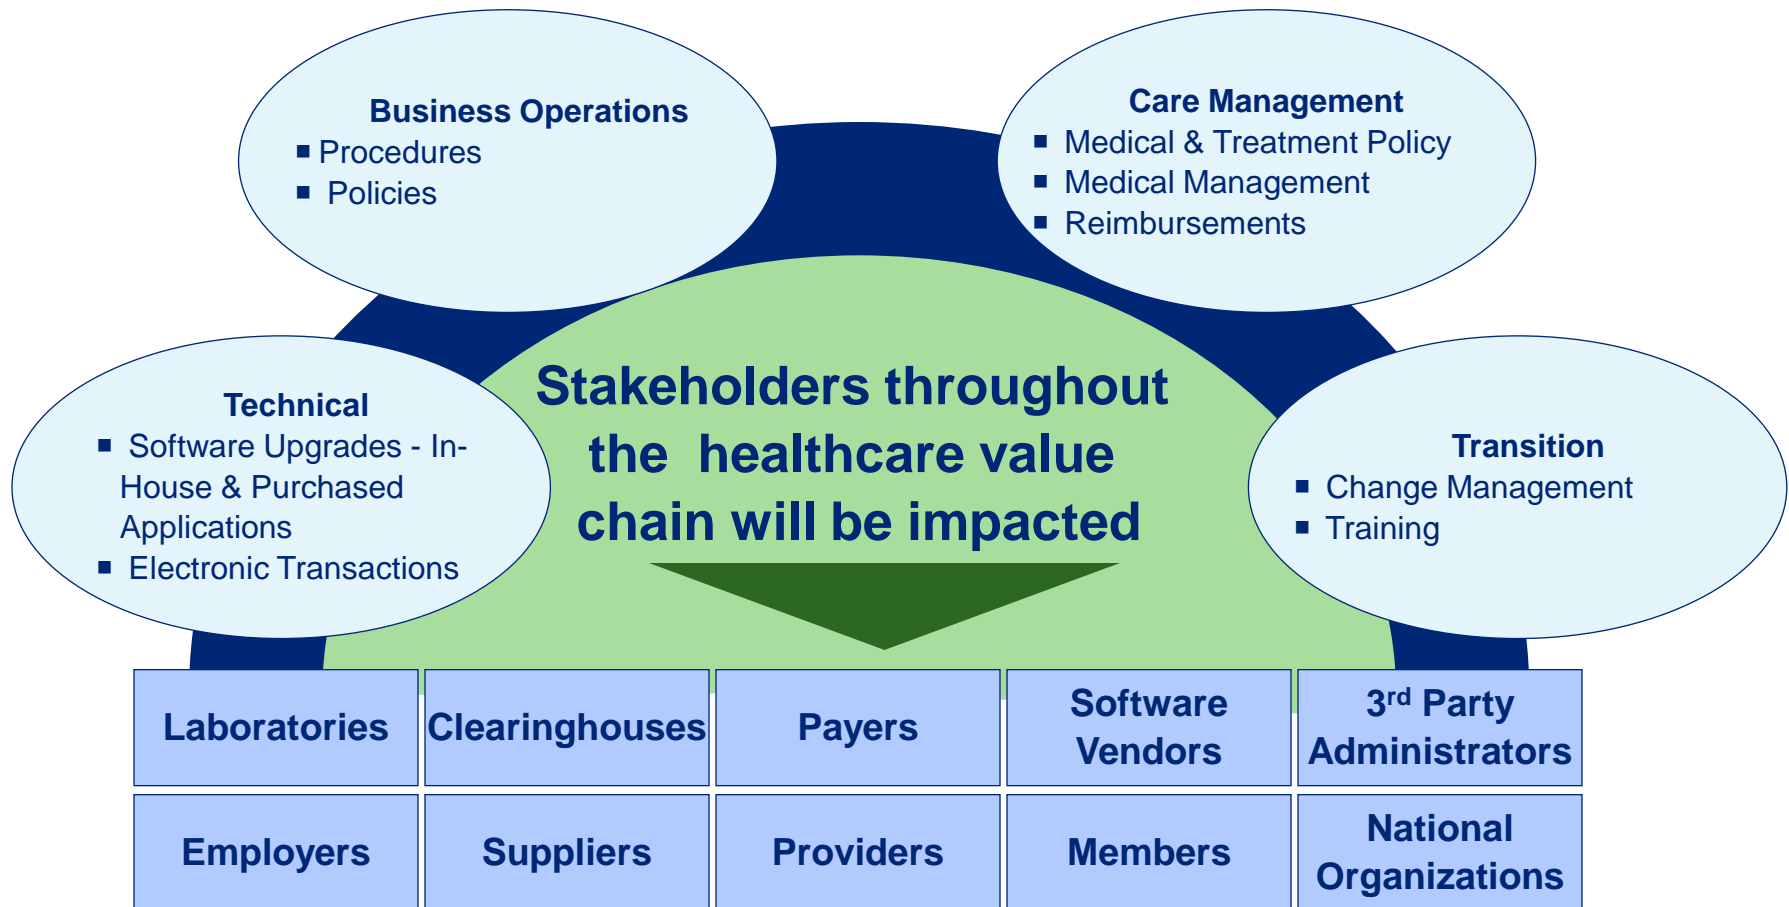 Business Operations
▪ Procedures
▪ Policies
Care Management
▪ Medical & Treatment Policy
▪ Medical Management
▪ Reimbursements
Technical
▪ Software Upgrades - In-
House & Purchased
Applications
▪ Electronic Transactions
Stakeholders throughout
the healthcare value
chain will be impacted
Transition
▪ Change Management
▪ Training
Laboratories
Clearinghouses
Payers
Software
Vendors
3rd Party
Administrators
Employers
Suppliers
Providers
Members
National
Organizations